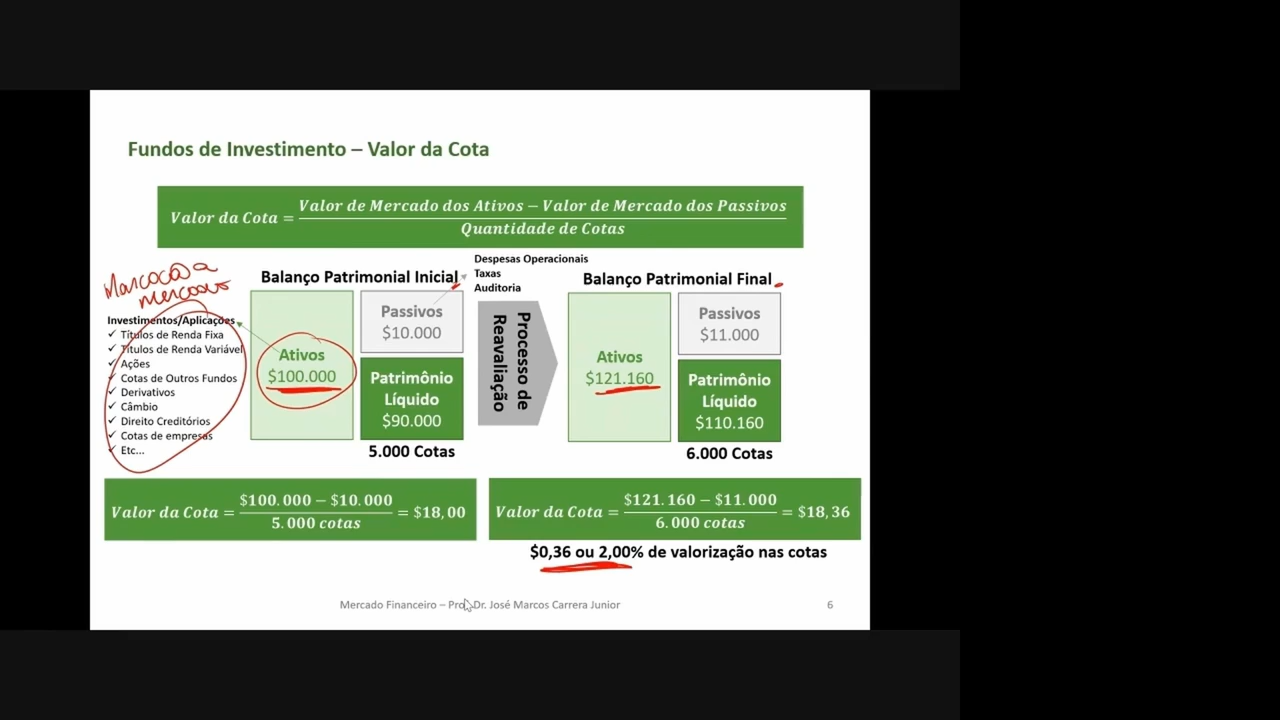 Fundos de Investimento – Valor da Cota
Valor da Cota = Valor de Mercado dos Ativos − Valor de Mercado dos Passivos
Quantidade de Cotas
Marcação a
mercado
Investimentos/Aplicações
✓ Títulos de Renda Fixa
✓ Títulos de Renda Variável
✓ Ações
✓ Cotas de Outros Fundos
✓ Derivativos
✓ Câmbio
✓ Direito Creditórios
✓ Cotas de empresas
✓ Etc...
Balanço Patrimonial Inicial
Ativos
$100.000
Passivos
$10.000
Patrimônio
Líquido
$90.000
5.000 Cotas
Despesas Operacionais
Taxas
Auditoria
Processo de
Reavaliação
Balanço Patrimonial Final
Ativos
$121.160
Passivos
$11.000
Patrimônio
Líquido
$110.160
6.000 Cotas
Valor da Cota = $100.000 − $10.000 = $18,00
5.000 cotas
Valor da Cota = $121.160 − $11.000 = $18,36
6.000 cotas
$0,36 ou 2,00% de valorização nas cotas
Mercado Financeiro – Prof. Dr. José Marcos Carrera Junior
6